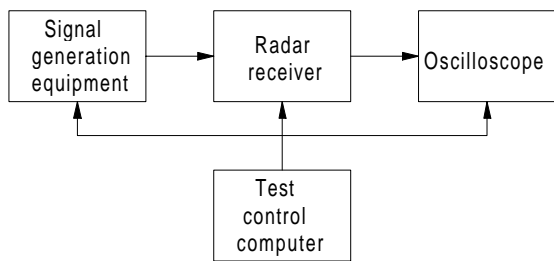 Signal
generation
equipment
Radar
receiver
Oscilloscope
Test
control
computer